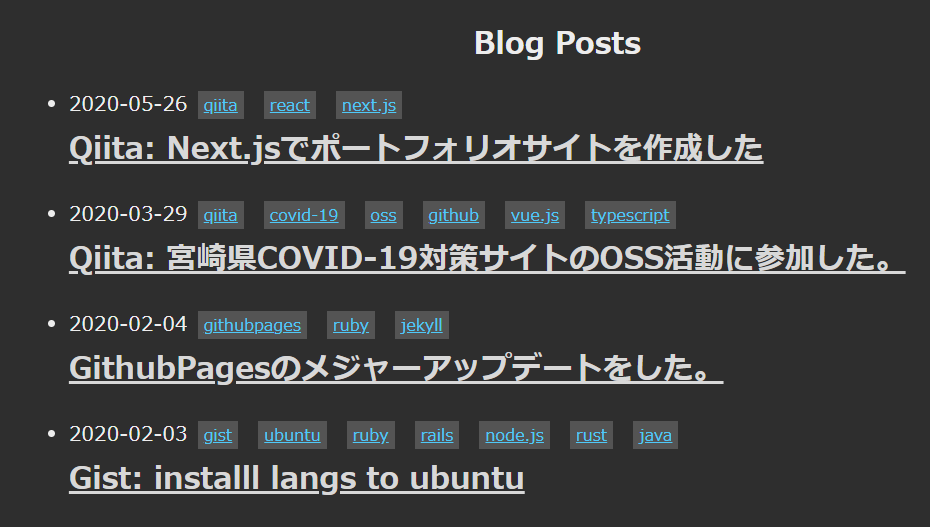 Blog Posts
2020-05-26 qiita react next.js
Qiita: Next.jsでポートフォリオサイトを作成した
2020-03-29 qiita covid-19 oss github vue.js typescript
Qiita: 宮崎県COVID-19対策サイトのOSS活動に参加した。
2020-02-04 githubpages ruby jekyll
GithubPagesのメジャーアップデートをした。
2020-02-03 gist ubuntu ruby rails node.js rust java
Gist: installl langs to ubuntu